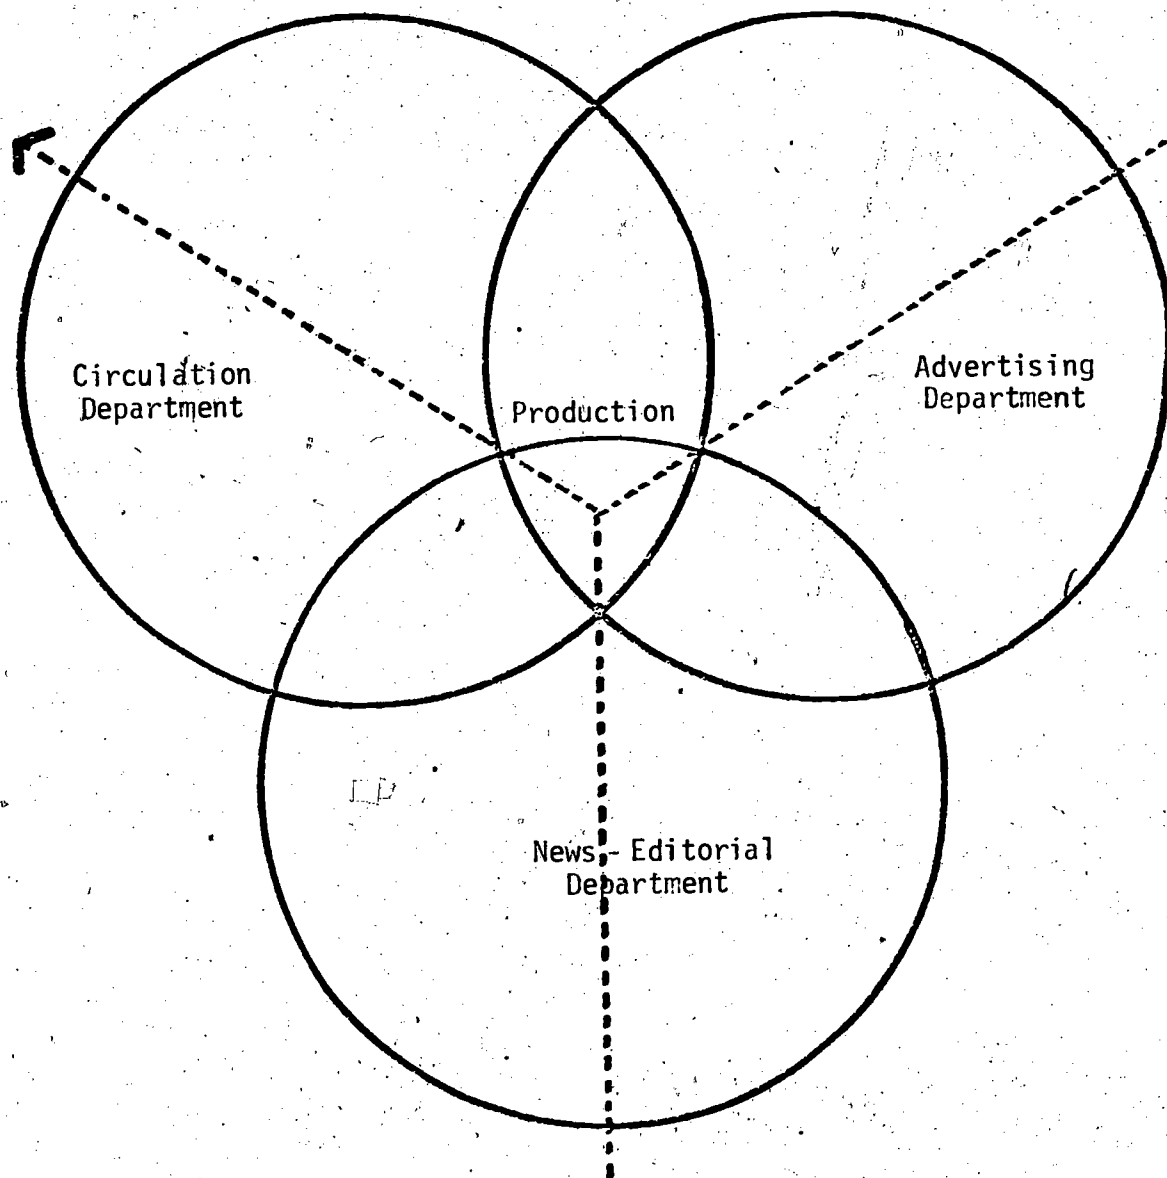 Circulation
Department
Production
Advertising
Department
News - Editorial
Department